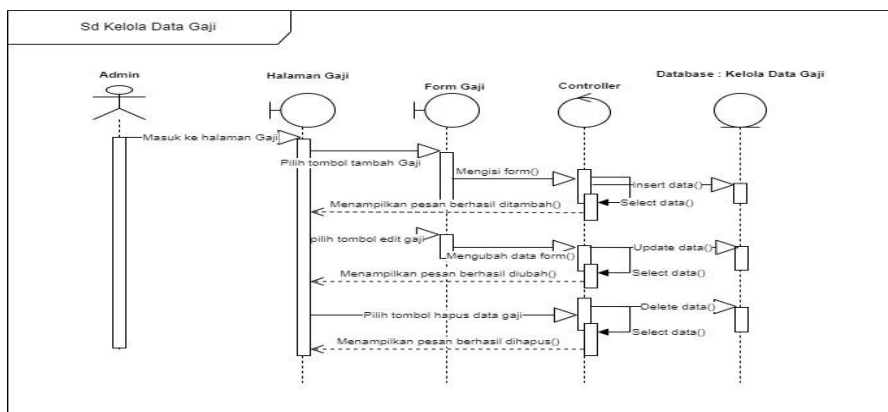 Sd Kelola Data Gaji
Admin
Halaman Gaji
Form Gaji
Controller
Database : Kelola Data Gaji
Masuk ke halaman Gaji
Pilih tombol tambah Gaji
Mengisi form()
Insert data()
Select data()
Menampilkan pesan berhasil ditambah()
pilih tombol edit gaji
Mengubah data form()
Update data()
Select data()
Menampilkan pesan berhasil diubah()
Pilih tombol hapus data gaji
Delete data()
Select data()
Menampilkan pesan berhasil dihapus()